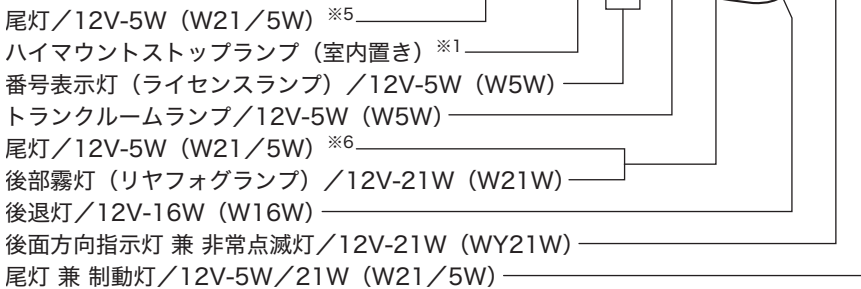 尾灯／12V-5W（W21／5W）※5
ハイマウントストップランプ（室内置き）※1
番号表示灯（ライセンスランプ）／12V-5W（W5W）
トランクルームランプ／12V-5W（W5W）
尾灯／12V-5W（W21／5W）※6
後部霧灯（リヤフォグランプ）／12V-21W（W21W）
後退灯／12V-16W（W16W）
後面方向指示灯 兼 非常点滅灯／12V-21W（WY21W）
尾灯 兼 制動灯／12V-5W／21W（W21／5W）